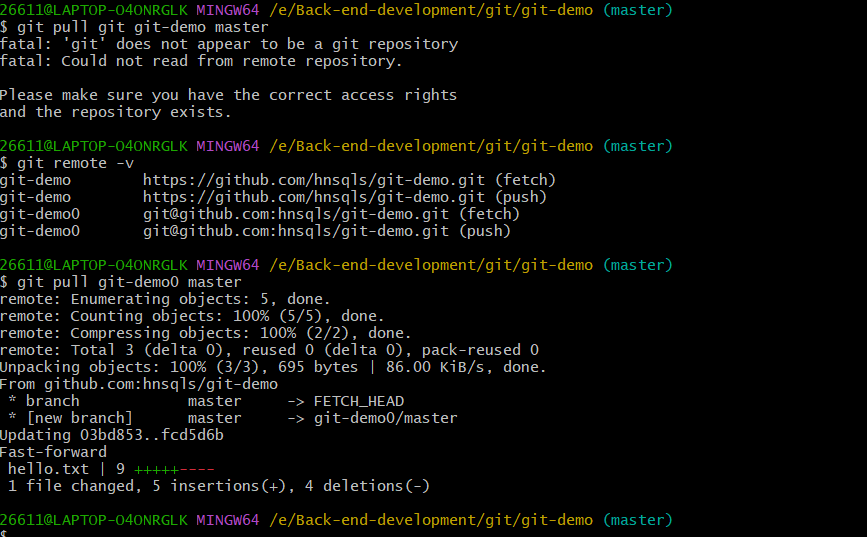 26611@LAPTOP-O4ONRGLK MINGW64 /e/Back-end-development/git/git-demo (master)
$ git pull git git-demo master
fatal: 'git' does not appear to be a git repository
fatal: Could not read from remote repository.
Please make sure you have the correct access rights
and the repository exists.
26611@LAPTOP-O4ONRGLK MINGW64 /e/Back-end-development/git/git-demo (master)
$ git remote -v
git-demo        https://github.com/hnsqls/git-demo.git (fetch)
git-demo        https://github.com/hnsqls/git-demo.git (push)
git-demo0       git@github.com:hnsqls/git-demo.git (fetch)
git-demo0       git@github.com:hnsqls/git-demo.git (push)
26611@LAPTOP-O4ONRGLK MINGW64 /e/Back-end-development/git/git-demo (master)
$ git pull git-demo0 master
remote: Enumerating objects: 5, done.
remote: Counting objects: 100% (5/5), done.
remote: Compressing objects: 100% (2/2), done.
remote: Total 3 (delta 0), reused 0 (delta 0), pack-reused 0
Unpacking objects: 100% (3/3), 695 bytes | 86.00 KiB/s, done.
From github.com:hnsqls/git-demo
 * branch            master     -> FETCH_HEAD
 * [new branch]      master     -> git-demo0/master
Updating 03bd853..fcd5d6b
Fast-forward
 hello.txt | 9 +++++----
 1 file changed, 5 insertions(+), 4 deletions(-)
26611@LAPTOP-O4ONRGLK MINGW64 /e/Back-end-development/git/git-demo (master)
$